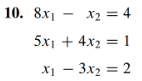 10. 8x₁ − x₂ = 4
5x₁ + 4x₂ = 1
x₁ − 3x₂ = 2